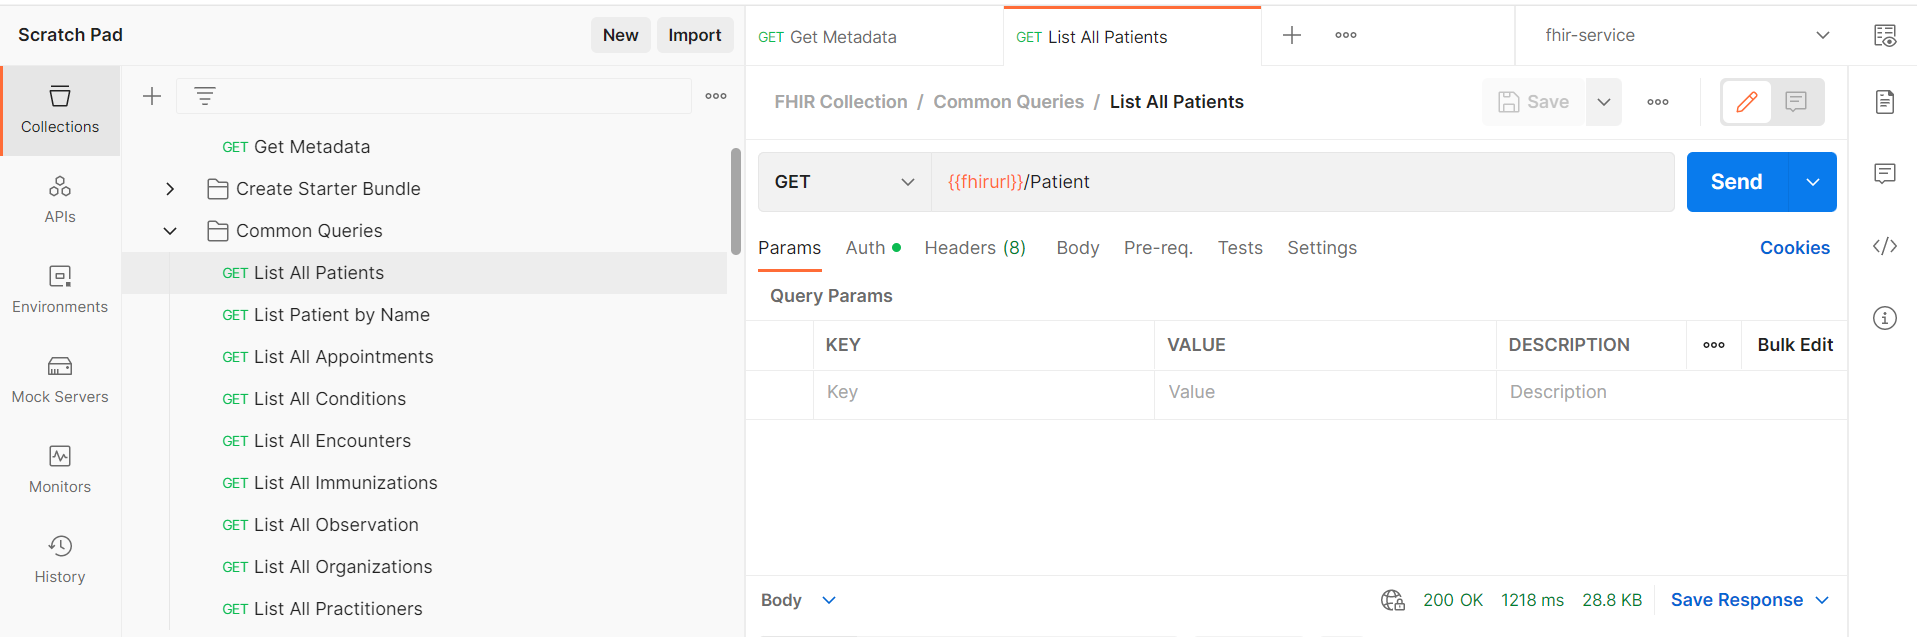 Scratch Pad
New
Import
GET Get Metadata
GET List All Patients
fhir-service
Collections
APIs
Environments
Mock Servers
Monitors
History
GET Get Metadata
Create Starter Bundle
Common Queries
GET List All Patients
GET List Patient by Name
GET List All Appointments
GET List All Conditions
GET List All Encounters
GET List All Immunizations
GET List All Observation
GET List All Organizations
GET List All Practitioners
FHIR Collection / Common Queries / List All Patients
Save
GET
{{fhirurl}}/Patient
Send
Params
Auth
Headers (8)
Body
Pre-req.
Tests
Settings
Cookies
Query Params
KEY
VALUE
DESCRIPTION
Bulk Edit
Key
Value
Description
Body
200 OK
1218 ms
28.8 KB
Save Response